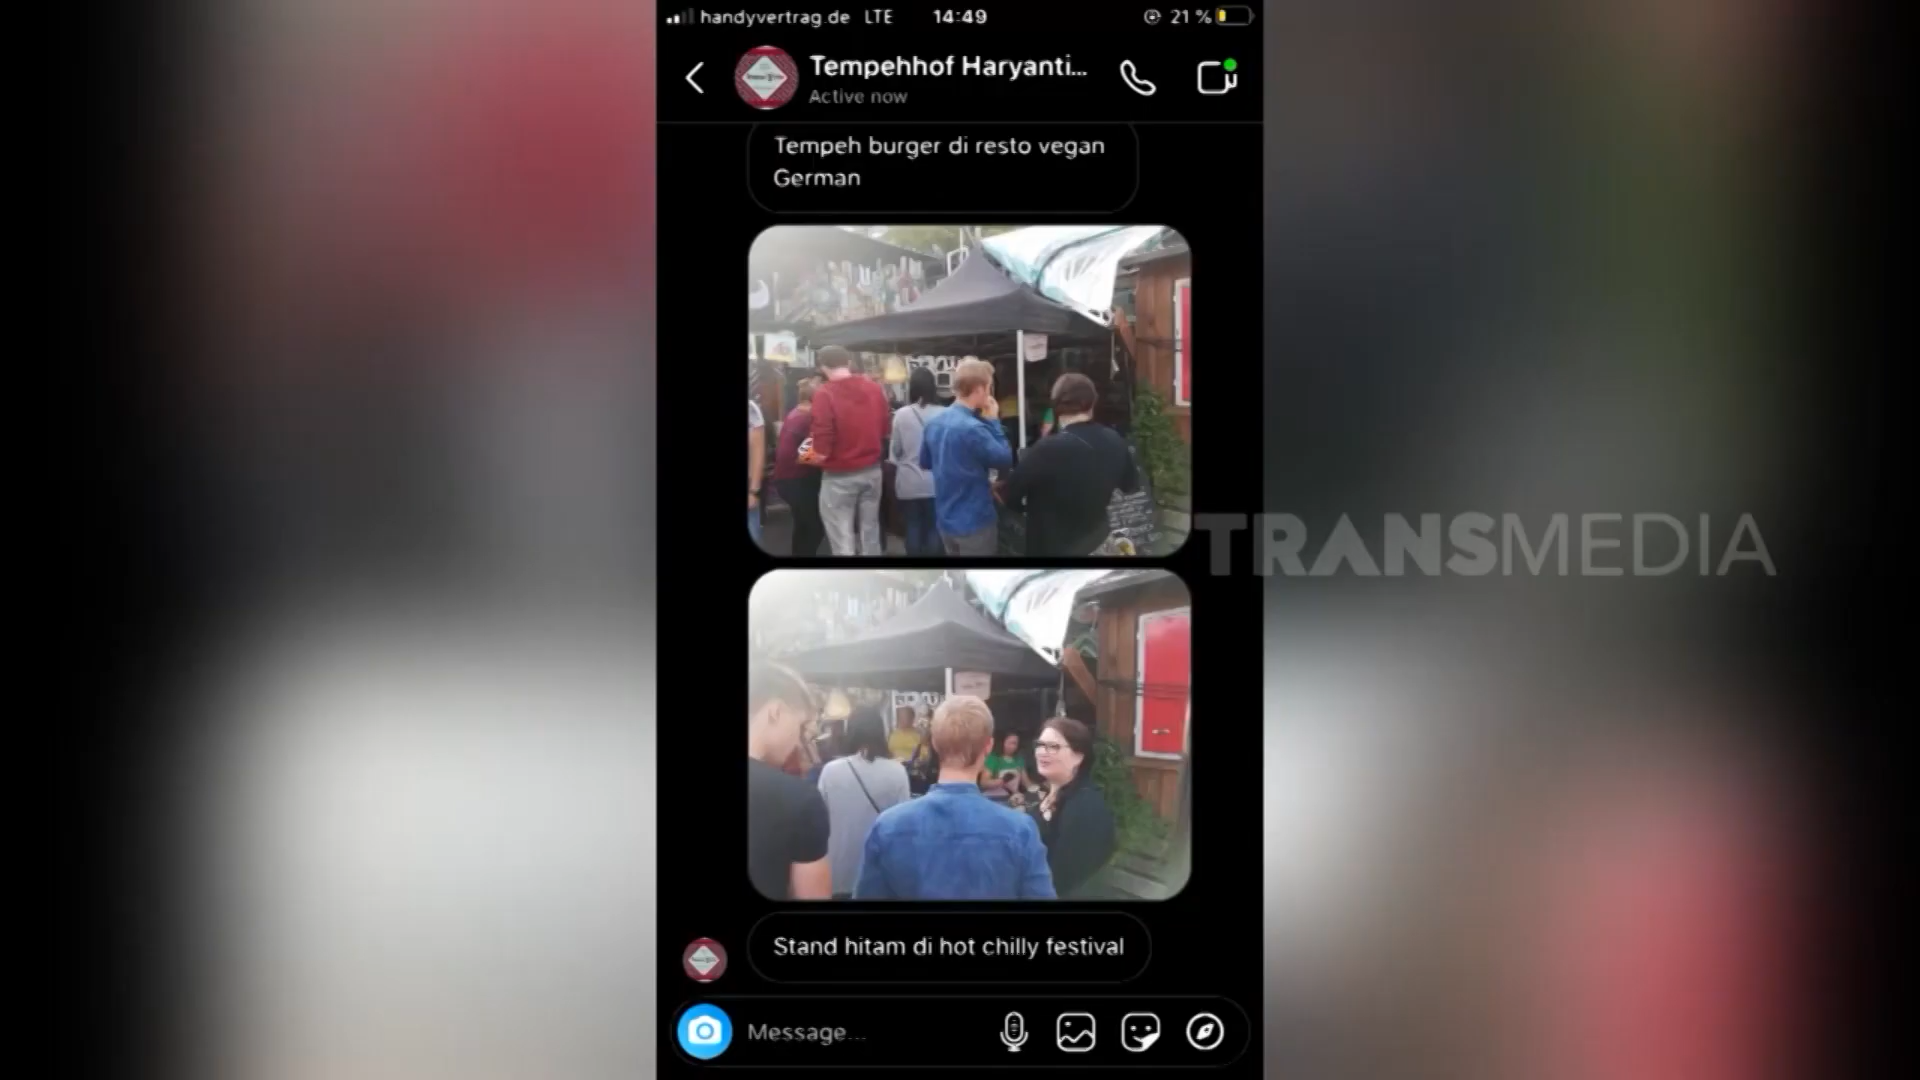 handyvertrag.de LTE 14:49 21 %
Tempehhof Haryanti...
Active now
Tempeh burger di resto vegan
German
TRANSMEDIA
Stand hitam di hot chilly festival
Message...